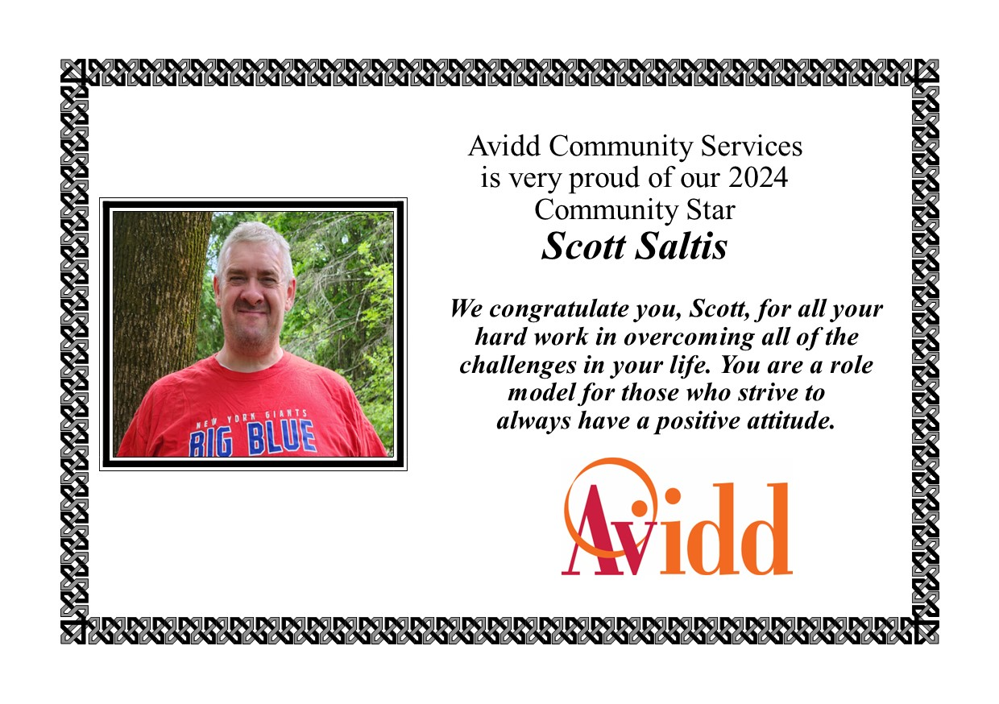 Avidd Community Services
is very proud of our 2024
Community Star
Scott Saltis
We congratulate you, Scott, for all your
hard work in overcoming all of the
challenges in your life. You are a role
model for those who strive to
always have a positive attitude.
NEW YORK GIANTS
BIG BLUE
Avidd